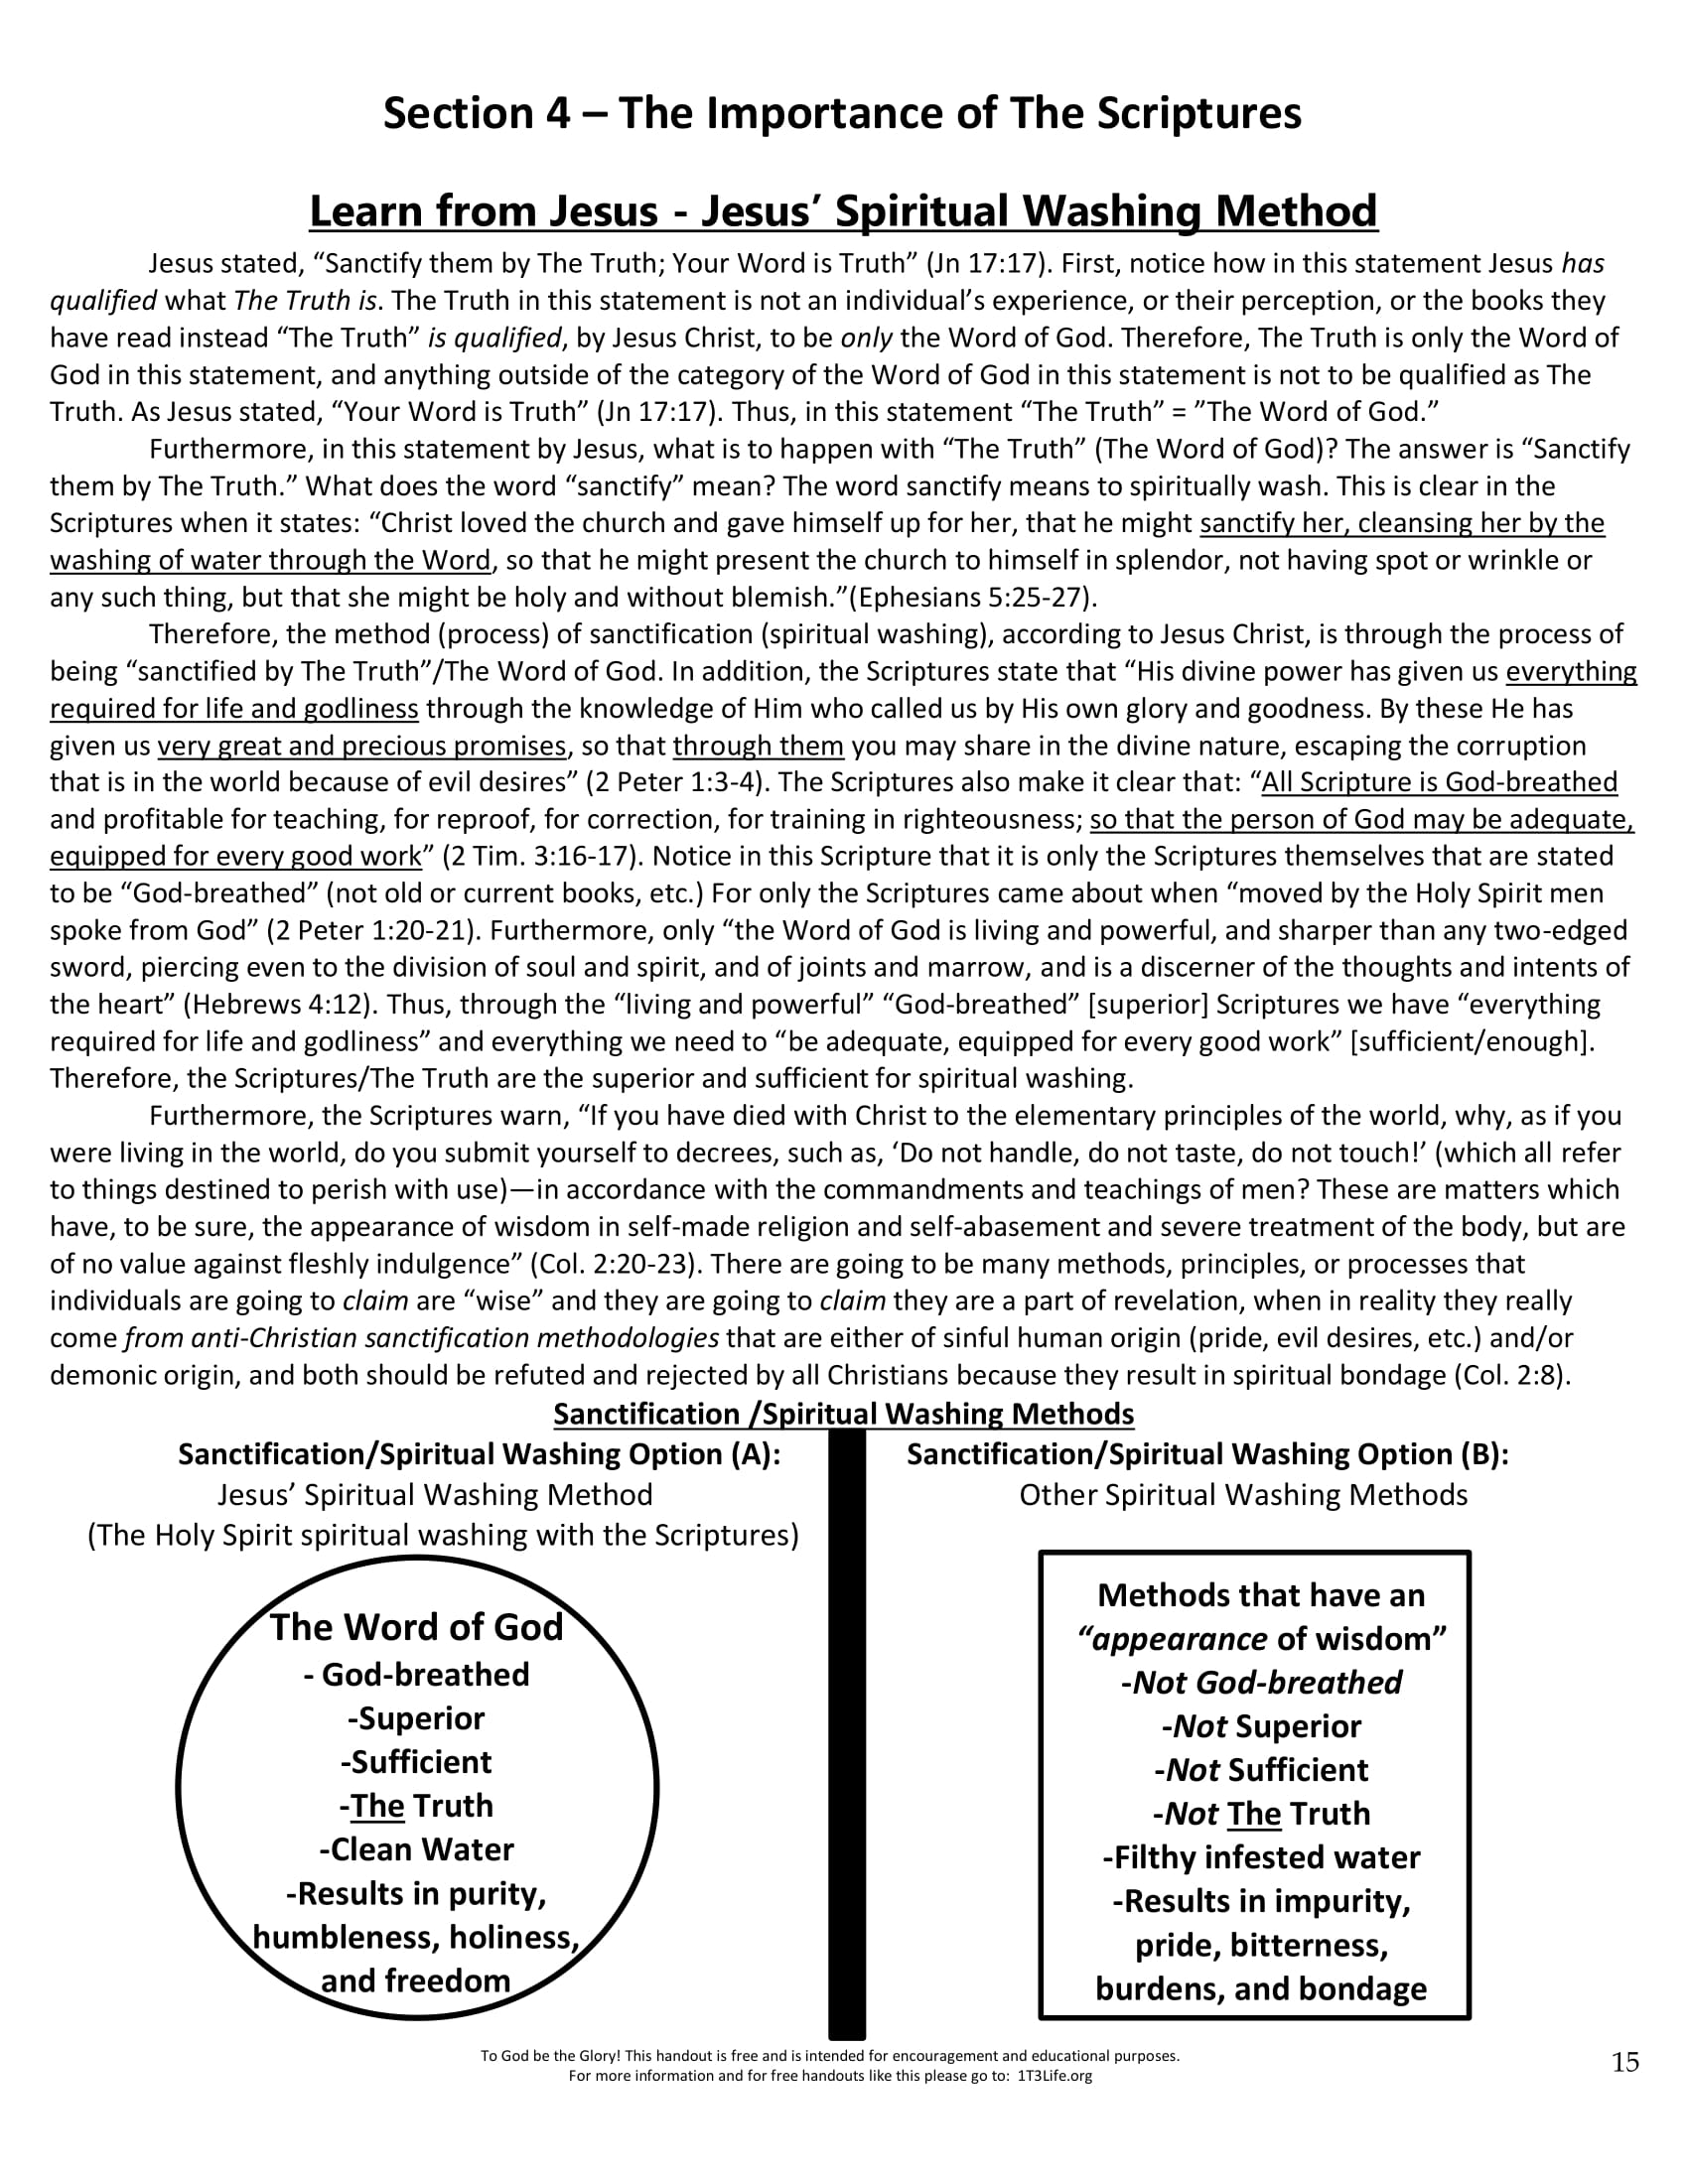 Section 4 – The Importance of The Scriptures
Learn from Jesus - Jesus’ Spiritual Washing Method
Jesus stated, “Sanctify them by The Truth; Your Word is Truth” (Jn 17:17). First, notice how in this statement Jesus has
qualified what The Truth is. The Truth in this statement is not an individual’s experience, or their perception, or the books they
have read instead “The Truth” is qualified, by Jesus Christ, to be only the Word of God. Therefore, The Truth is only the Word of
God in this statement, and anything outside of the category of the Word of God in this statement is not to be qualified as The
Truth. As Jesus stated, “Your Word is Truth” (Jn 17:17). Thus, in this statement “The Truth” = ”The Word of God.”
Furthermore, in this statement by Jesus, what is to happen with “The Truth” (The Word of God)? The answer is “Sanctify
them by The Truth.” What does the word “sanctify” mean? The word sanctify means to spiritually wash. This is clear in the
Scriptures when it states: “Christ loved the church and gave himself up for her, that he might sanctify her, cleansing her by the
washing of water through the Word, so that he might present the church to himself in splendor, not having spot or wrinkle or
any such thing, but that she might be holy and without blemish.”(Ephesians 5:25-27).
Therefore, the method (process) of sanctification (spiritual washing), according to Jesus Christ, is through the process of
being “sanctified by The Truth”/The Word of God. In addition, the Scriptures state that “His divine power has given us everything
required for life and godliness through the knowledge of Him who called us by His own glory and goodness. By these He has
given us very great and precious promises, so that through them you may share in the divine nature, escaping the corruption
that is in the world because of evil desires” (2 Peter 1:3-4). The Scriptures also make it clear that: “All Scripture is God-breathed
and profitable for teaching, for reproof, for correction, for training in righteousness; so that the person of God may be adequate,
equipped for every good work” (2 Tim. 3:16-17). Notice in this Scripture that it is only the Scriptures themselves that are stated
to be “God-breathed” (not old or current books, etc.) For only the Scriptures came about when “moved by the Holy Spirit men
spoke from God” (2 Peter 1:20-21). Furthermore, only “the Word of God is living and powerful, and sharper than any two-edged
sword, piercing even to the division of soul and spirit, and of joints and marrow, and is a discerner of the thoughts and intents of
the heart” (Hebrews 4:12). Thus, through the “living and powerful” “God-breathed” [superior] Scriptures we have “everything
required for life and godliness” and everything we need to “be adequate, equipped for every good work” [sufficient/enough].
Therefore, the Scriptures/The Truth are the superior and sufficient for spiritual washing.
Furthermore, the Scriptures warn, “If you have died with Christ to the elementary principles of the world, why, as if you
were living in the world, do you submit yourself to decrees, such as, ‘Do not handle, do not taste, do not touch!’ (which all refer
to things destined to perish with use)—in accordance with the commandments and teachings of men? These are matters which
have, to be sure, the appearance of wisdom in self-made religion and self-abasement and severe treatment of the body, but are
of no value against fleshly indulgence” (Col. 2:20-23). There are going to be many methods, principles, or processes that
individuals are going to claim are “wise” and they are going to claim they are a part of revelation, when in reality they really
come from anti-Christian sanctification methodologies that are either of sinful human origin (pride, evil desires, etc.) and/or
demonic origin, and both should be refuted and rejected by all Christians because they result in spiritual bondage (Col. 2:8).
Sanctification /Spiritual Washing Methods
Sanctification/Spiritual Washing Option (A):
Jesus’ Spiritual Washing Method
(The Holy Spirit spiritual washing with the Scriptures)
The Word of God
- God-breathed
-Superior
-Sufficient
-The Truth
-Clean Water
-Results in purity,
humbleness, holiness,
and freedom
Sanctification/Spiritual Washing Option (B):
Other Spiritual Washing Methods
Methods that have an
“appearance of wisdom”
-Not God-breathed
-Not Superior
-Not Sufficient
-Not The Truth
-Filthy infested water
-Results in impurity,
pride, bitterness,
burdens, and bondage
To God be the Glory! This handout is free and is intended for encouragement and educational purposes.
For more information and for free handouts like this please go to: 1T3Life.org
15